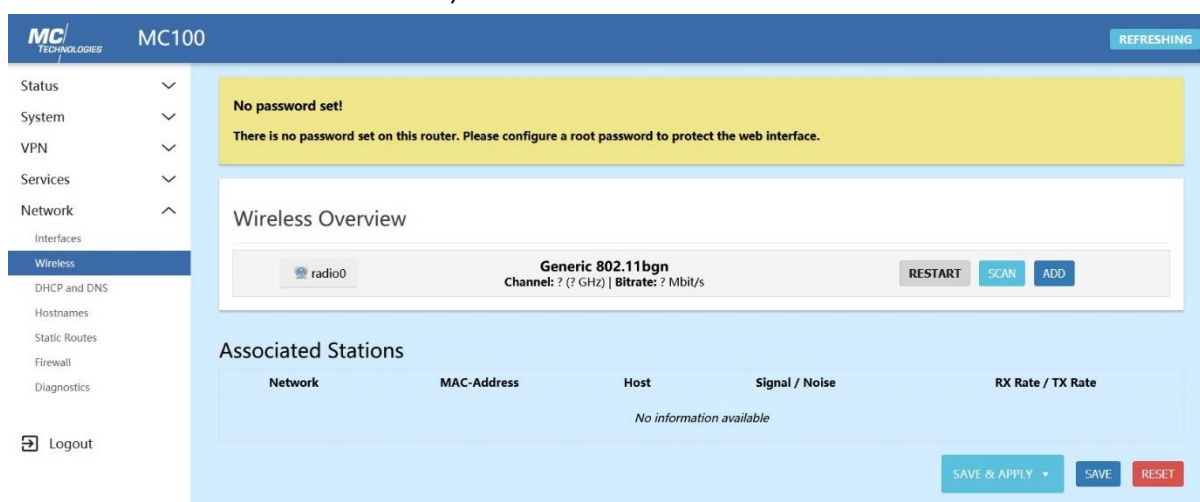 MC
TECHNOLOGIES
MC100
REFRESHING
Status
System
VPN
Services
Network
Interfaces
Wireless
DHCP and DNS
Hostnames
Static Routes
Firewall
Diagnostics
Logout
No password set!
There is no password set on this router. Please configure a root password to protect the web interface.
Wireless Overview
radio0
Generic 802.11bgn
Channel: ? (? GHz) | Bitrate: ? Mbit/s
RESTART SCAN ADD
Associated Stations
Network MAC-Address Host Signal / Noise RX Rate / TX Rate
No information available
SAVE & APPLY SAVE RESET